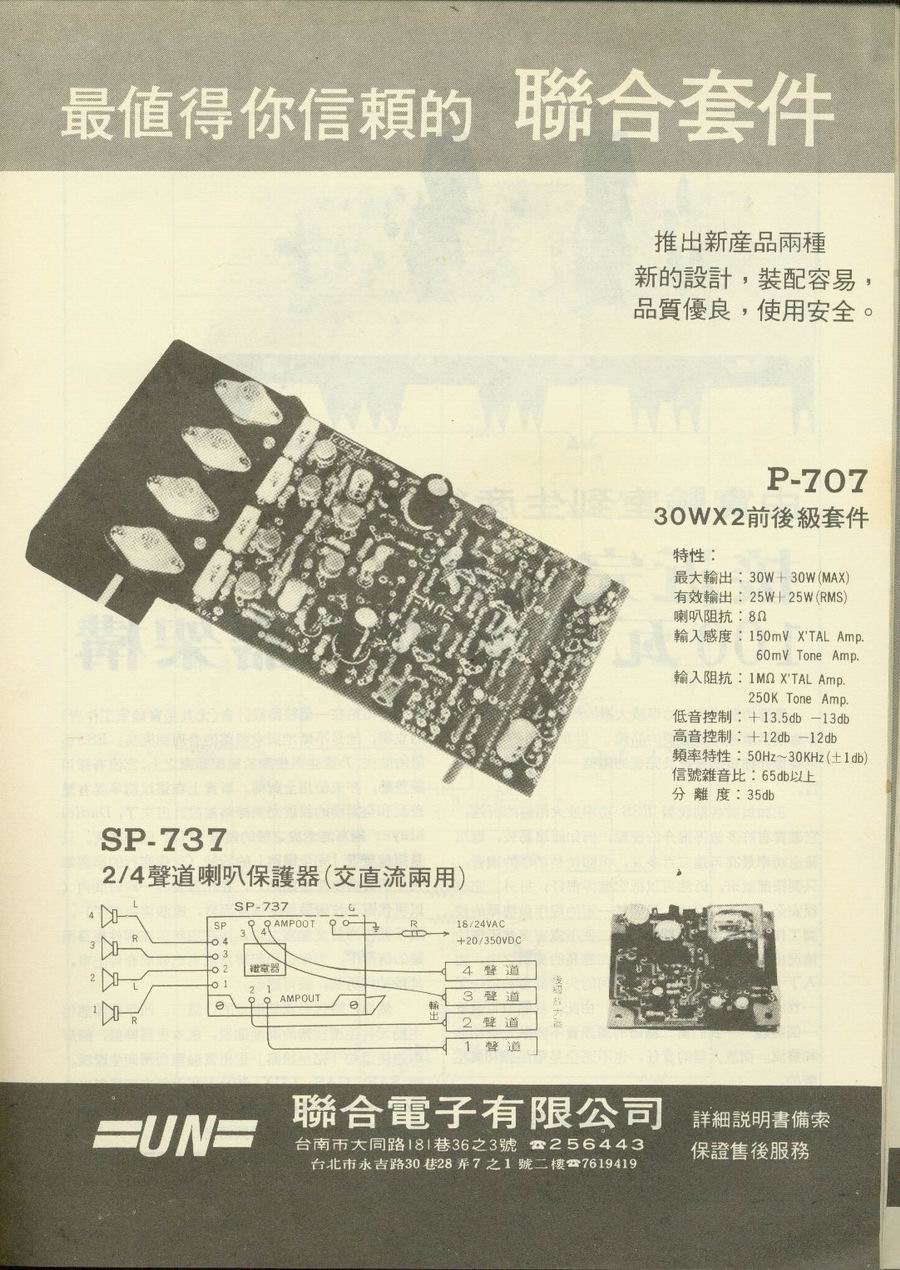 最值得你信賴的 聯合套件
推出新産品兩種
新的設計，裝配容易，
品質優良，使用安全。
P-707
30WX2前後級套件
特性：
最大輸出：30W＋30W(MAX)
有效輸出：25W＋25W(RMS)
喇叭阻抗：8Ω
輸入感度：150mV X'TAL Amp.
60mV Tone Amp.
輸入阻抗：1MΩ X'TAL Amp.
250K Tone Amp.
低音控制：＋13.5db －13db
高音控制：＋12db －12db
頻率特性：50Hz～30KHz(±1db)
信號雜音比：65db以上
分離度：35db
SP-737
2/4聲道喇叭保護器(交直流兩用)
SP-737
SP
3 4 AMPOOT
G
R
18/24VAC
+20/350VDC
4 L
3 R
2 L
1 R
4
3
2
1
繼電器
2 1 AMPOUT
輸出
4 聲道
3 聲道
2 聲道
1 聲道
UN
聯合電子有限公司
台南市大同路181巷36之3號 ☎256443
台北市永吉路30巷28弄7之1號二樓☎7619419
詳細説明書備索
保證售後服務